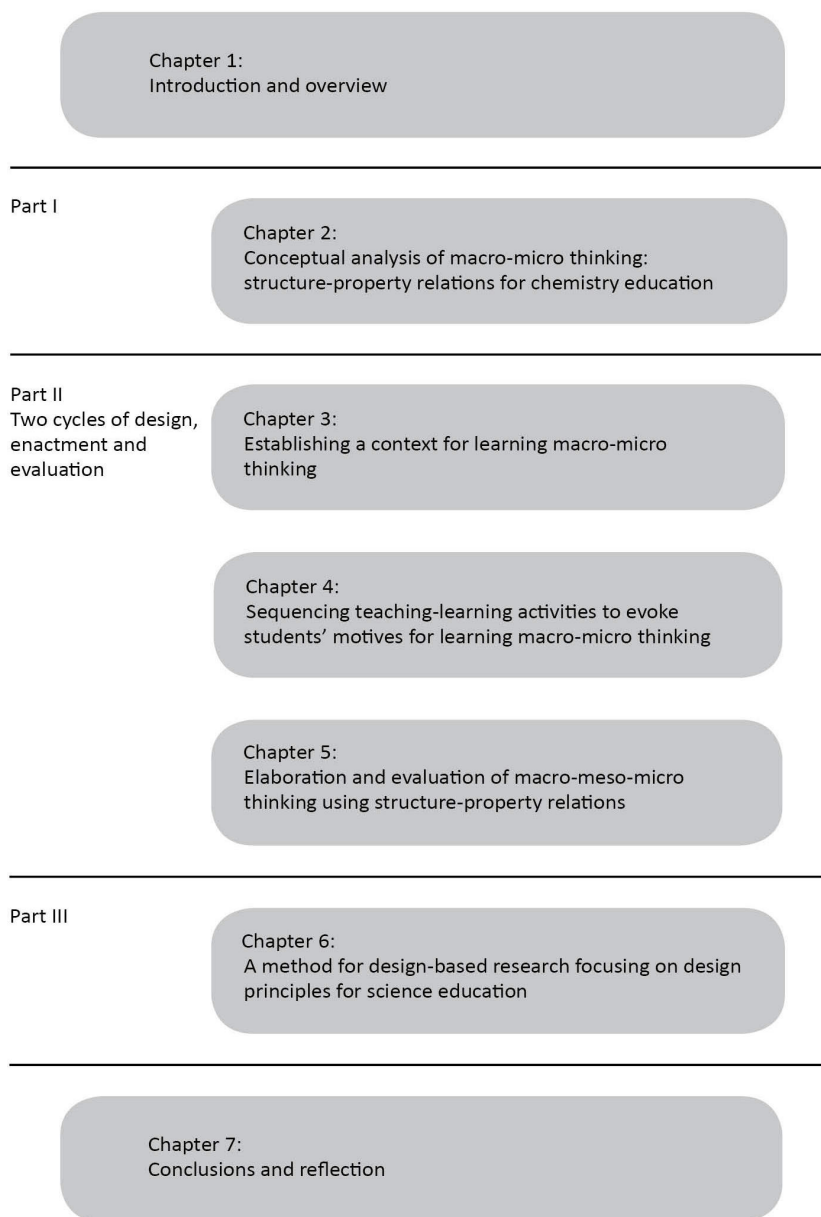 Chapter 1:
Introduction and overview
Part I
Chapter 2:
Conceptual analysis of macro-micro thinking:
structure-property relations for chemistry education
Part II
Two cycles of design,
enactment and
evaluation
Chapter 3:
Establishing a context for learning macro-micro
thinking
Chapter 4:
Sequencing teaching-learning activities to evoke
students’ motives for learning macro-micro thinking
Chapter 5:
Elaboration and evaluation of macro-meso-micro
thinking using structure-property relations
Part III
Chapter 6:
A method for design-based research focusing on design
principles for science education
Chapter 7:
Conclusions and reflection